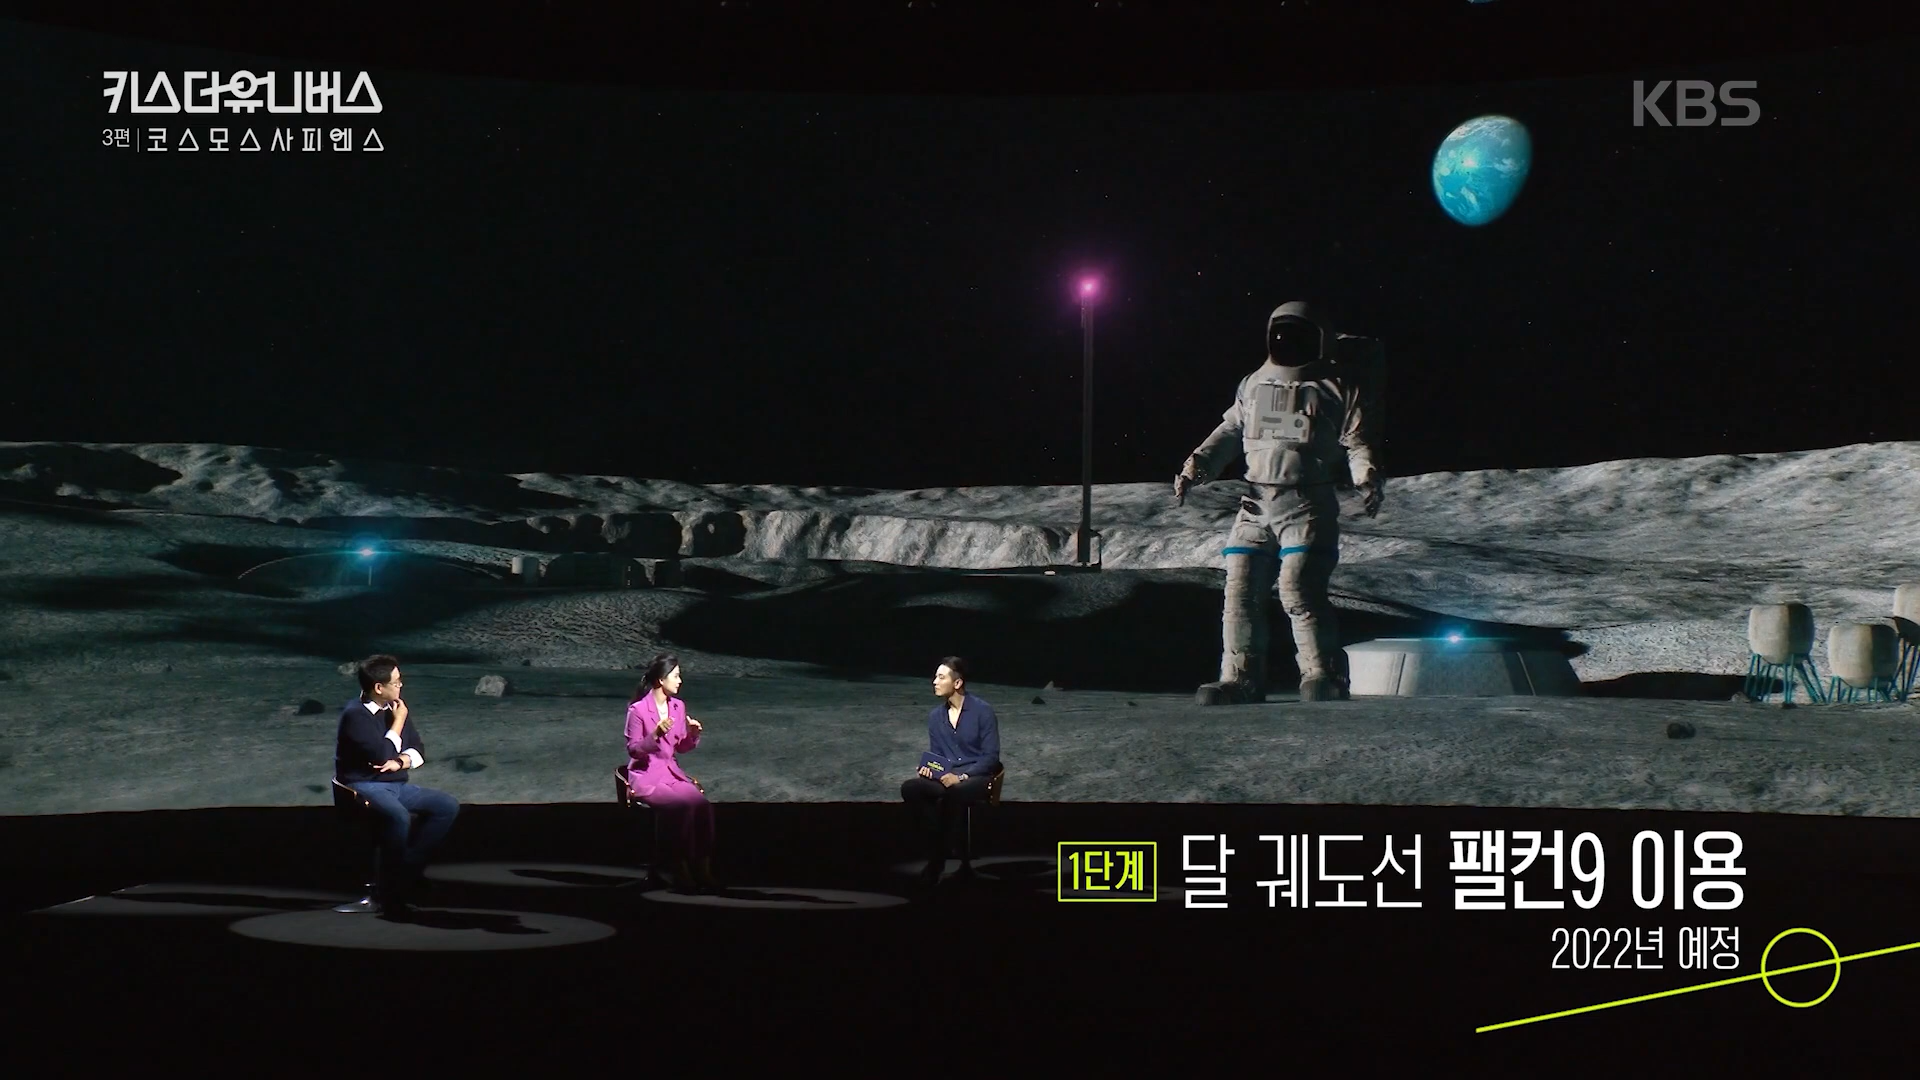 키스더유니버스
3편 | 코스모스사피엔스
KBS
1단계 달 궤도선 팰컨9 이용
2022년 예정